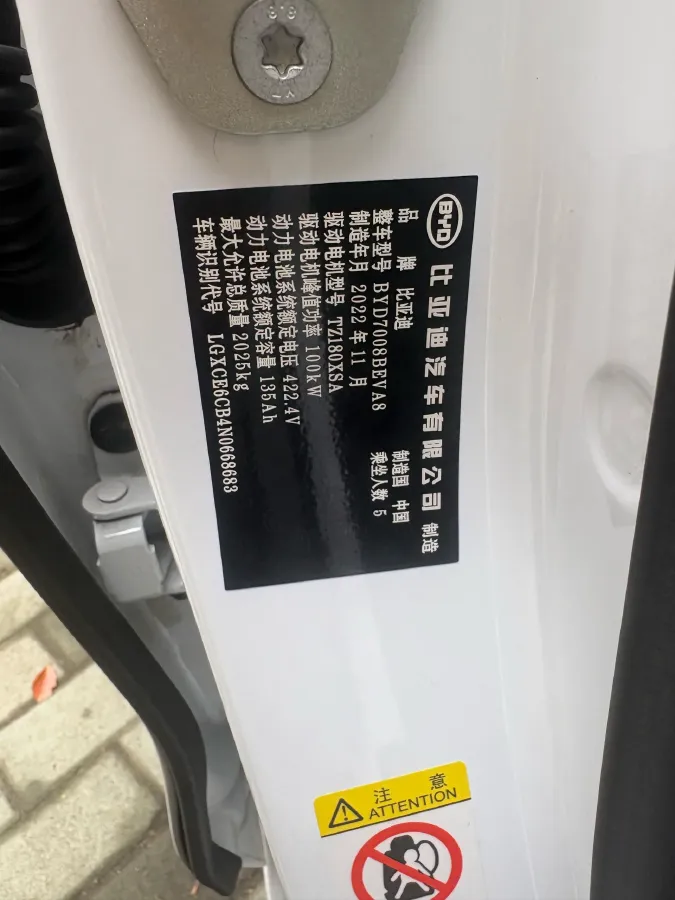 819
BYD 比亚迪汽车有限公司 制造
品 牌 比亚迪 制造国 中国
整车型号 BYD7008BEVA8 乘坐人数 5
制造年月 2022 年 11 月
驱动电机型号 TZ180XSA
驱动电机峰值功率 100kW
动力电池系统额定电压 422.4V
动力电池系统额定容量 135Ah
最大允许总质量 2025kg
车辆识别代号 LGXCE6CB4N0668683
注 意
ATTENTION